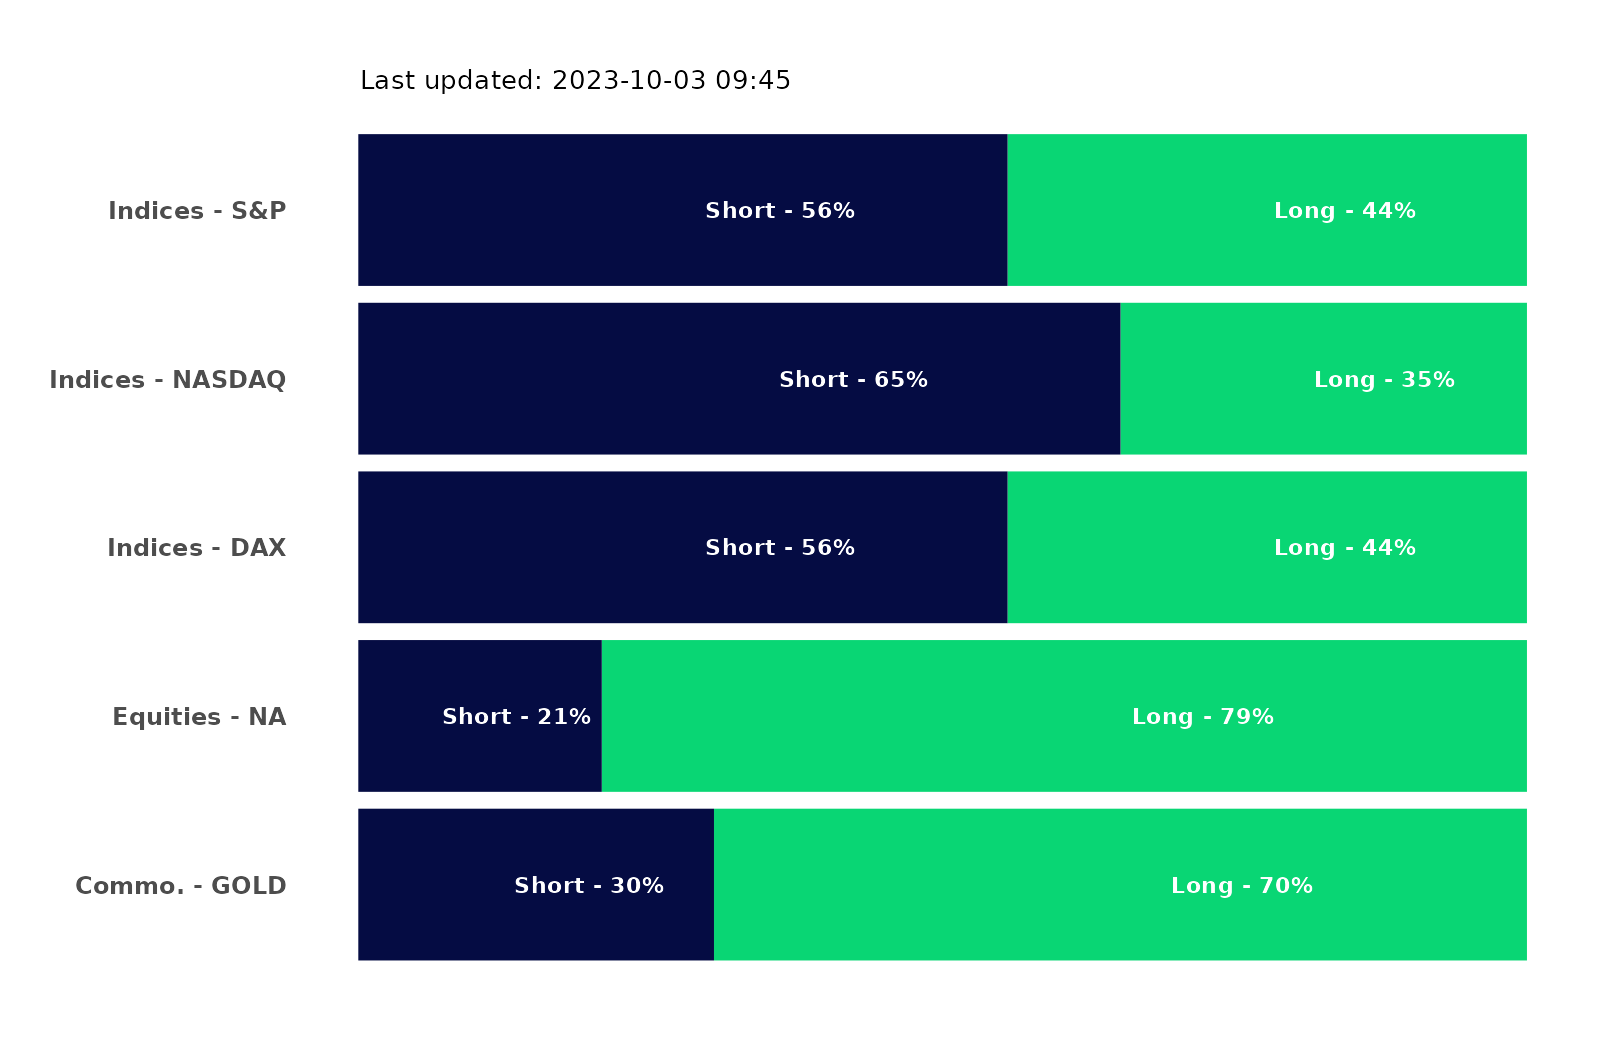 Last updated: 2023-10-03 09:45
Indices - S&P Short - 56% Long - 44%
Indices - NASDAQ Short - 65% Long - 35%
Indices - DAX Short - 56% Long - 44%
Equities - NA Short - 21% Long - 79%
Commo. - GOLD Short - 30% Long - 70%